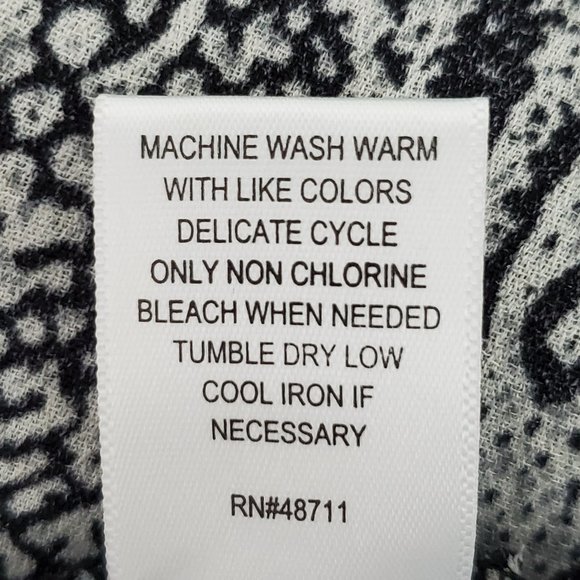 MACHINE WASH WARM
WITH LIKE COLORS
DELICATE CYCLE
ONLY NON CHLORINE
BLEACH WHEN NEEDED
TUMBLE DRY LOW
COOL IRON IF
NECESSARY
RN#48711